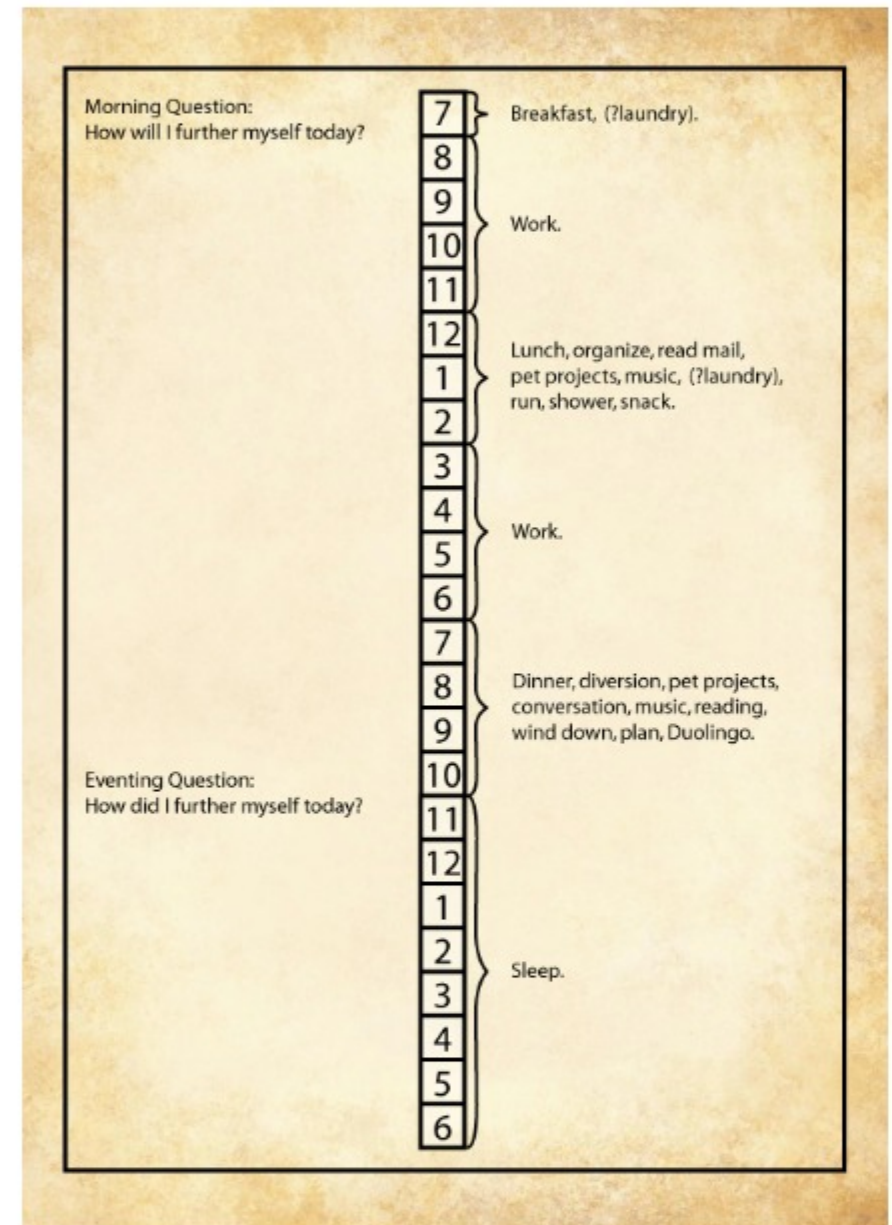 Morning Question:
How will I further myself today?
7
Breakfast, (?laundry).
8
9
10
11
Work.
12
1
2
Lunch, organize, read mail,
pet projects, music, (?laundry),
run, shower, snack.
3
4
5
6
Work.
7
8
9
10
Dinner, diversion, pet projects,
conversation, music, reading,
wind down, plan, Duolingo.
Eventing Question:
How did I further myself today?
11
12
1
2
3
4
5
6
Sleep.